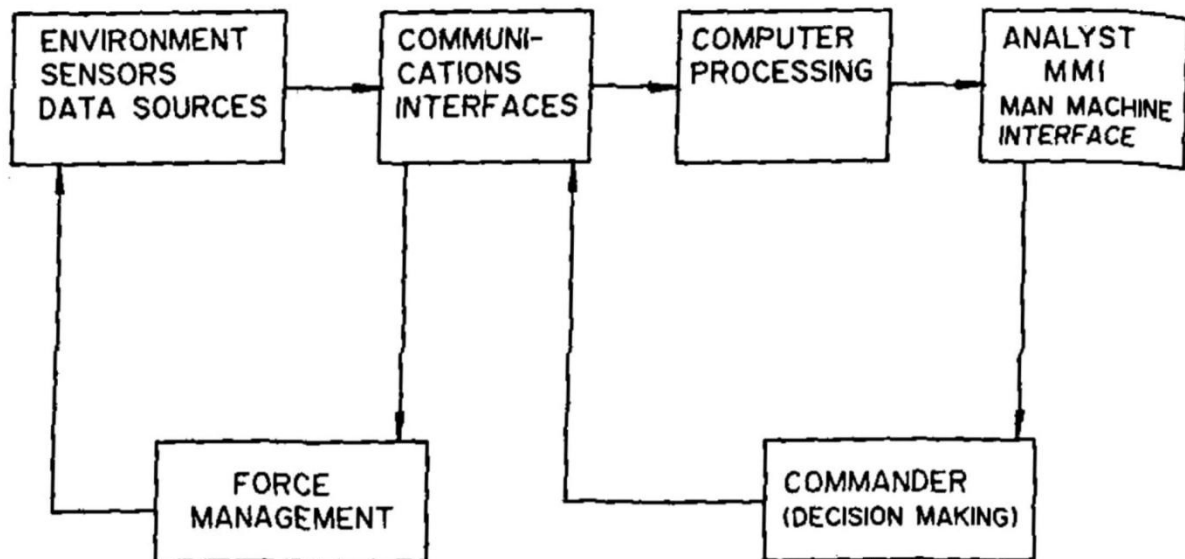 ENVIRONMENT
SENSORS
DATA SOURCES
COMMUNI-
CATIONS
INTERFACES
COMPUTER
PROCESSING
ANALYST
MMI
MAN MACHINE
INTERFACE
FORCE
MANAGEMENT
COMMANDER
(DECISION MAKING)